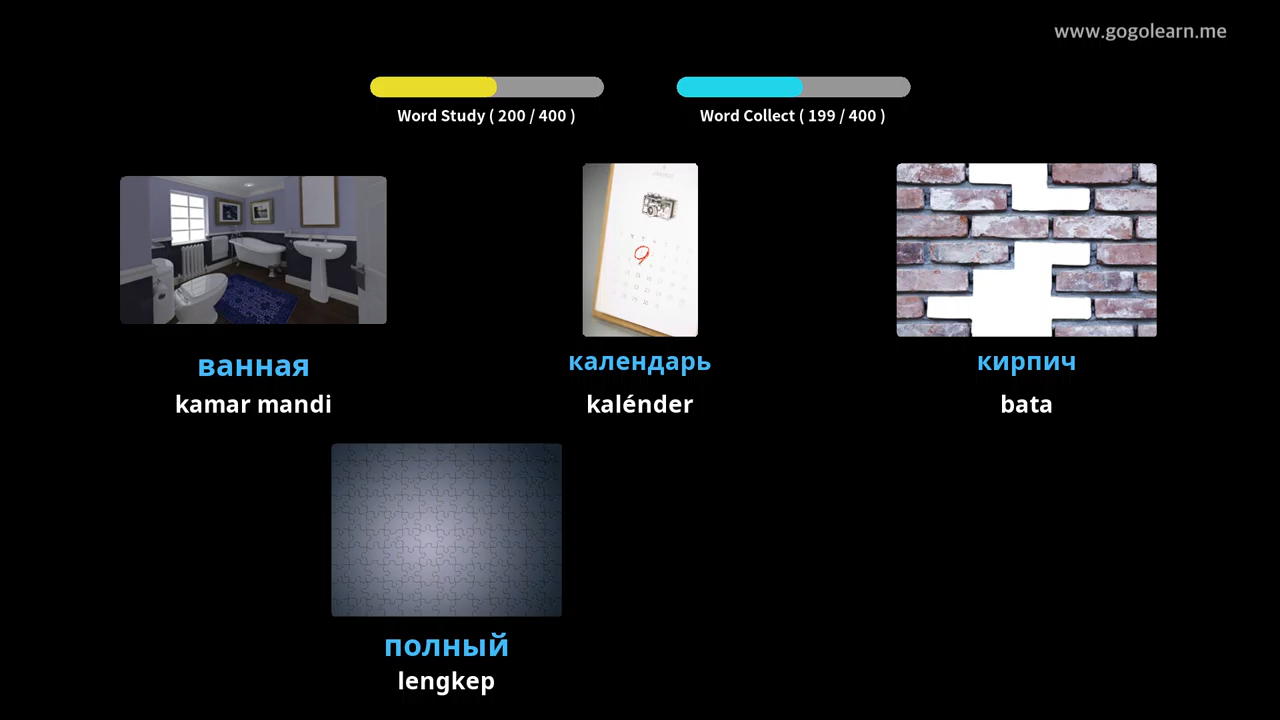 www.gogolearn.me
Word Study ( 200 / 400 )
Word Collect ( 199 / 400 )
ванная
kamar mandi
календарь
kalénder
кирпич
bata
9
полный
lengkep